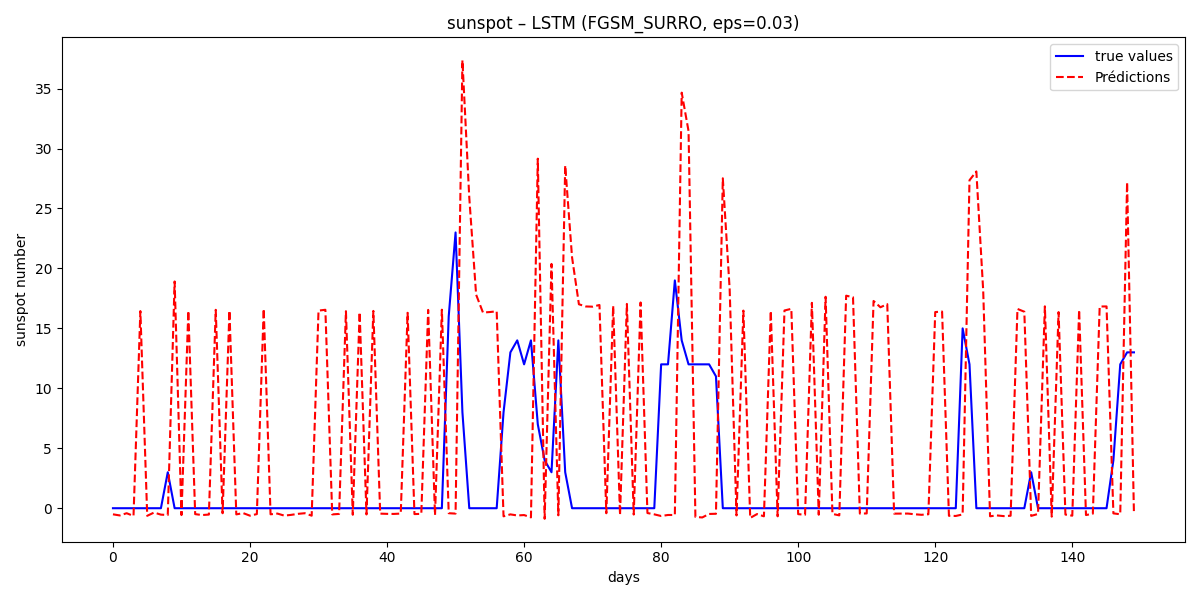 sunspot – LSTM (FGSM_SURRO, eps=0.03)
true values
Prédictions
sunspot number
35
30
25
20
15
10
5
0
0 20 40 60 80 100 120 140
days